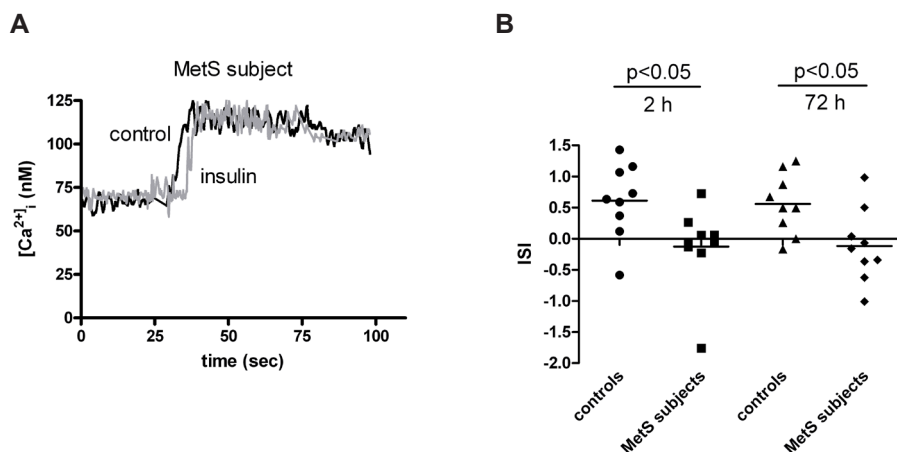 A
MetS subject
125
100
75
50
25
0
[Ca²⁺]ᵢ (nM)
control
insulin
0 25 50 75 100
time (sec)
B
p<0.05 p<0.05
2 h 72 h
1.5
1.0
0.5
0.0
-0.5
-1.0
-1.5
-2.0
ISI
controls
MetS subjects
controls
MetS subjects